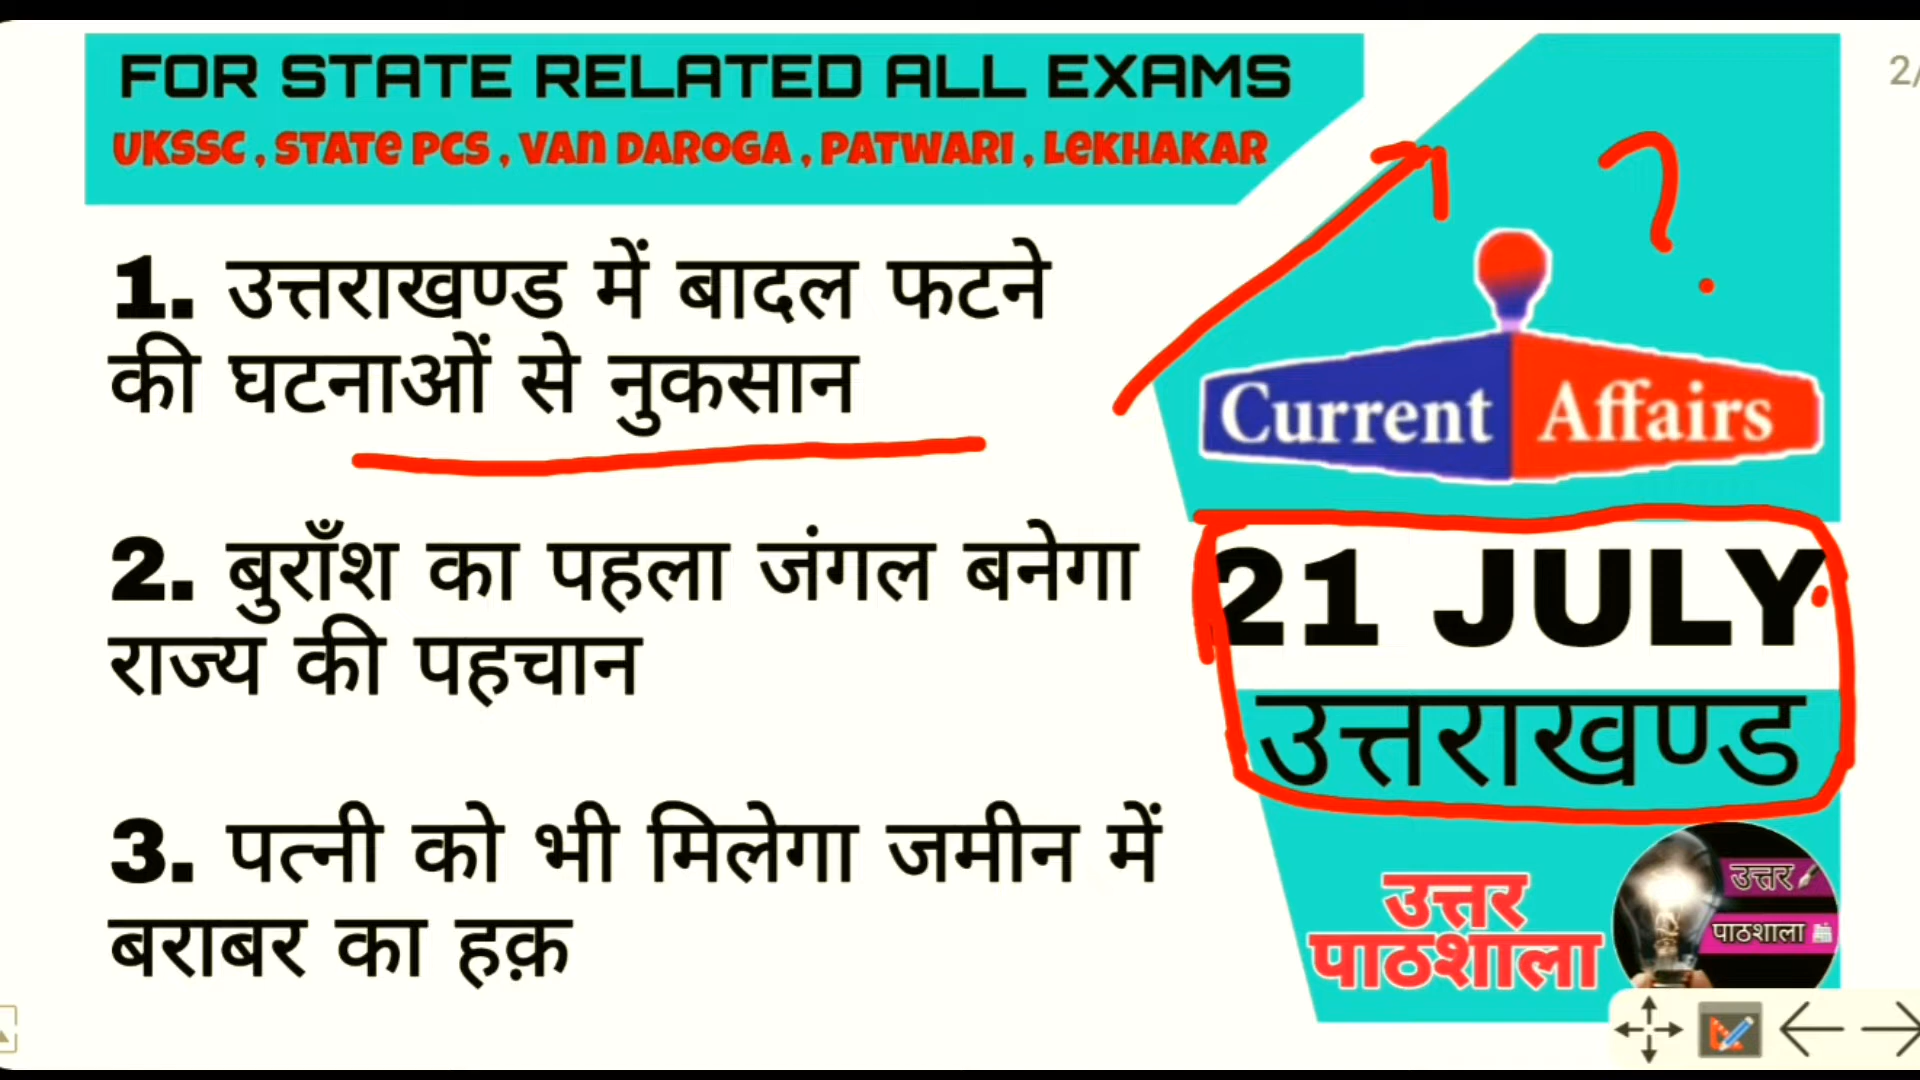 FOR STATE RELATED ALL EXAMS
UKSSC, STATE PCS, VAN DAROGA, PATWARI, LEKHAKAR
2/
1. उत्तराखण्ड में बादल फटने
की घटनाओं से नुकसान
2. बुराँश का पहला जंगल बनेगा
राज्य की पहचान
3. पत्नी को भी मिलेगा जमीन में
बराबर का हक़
?
Current Affairs
21 JULY
उत्तराखण्ड
उत्तर
पाठशाला
उत्तर
पाठशाला